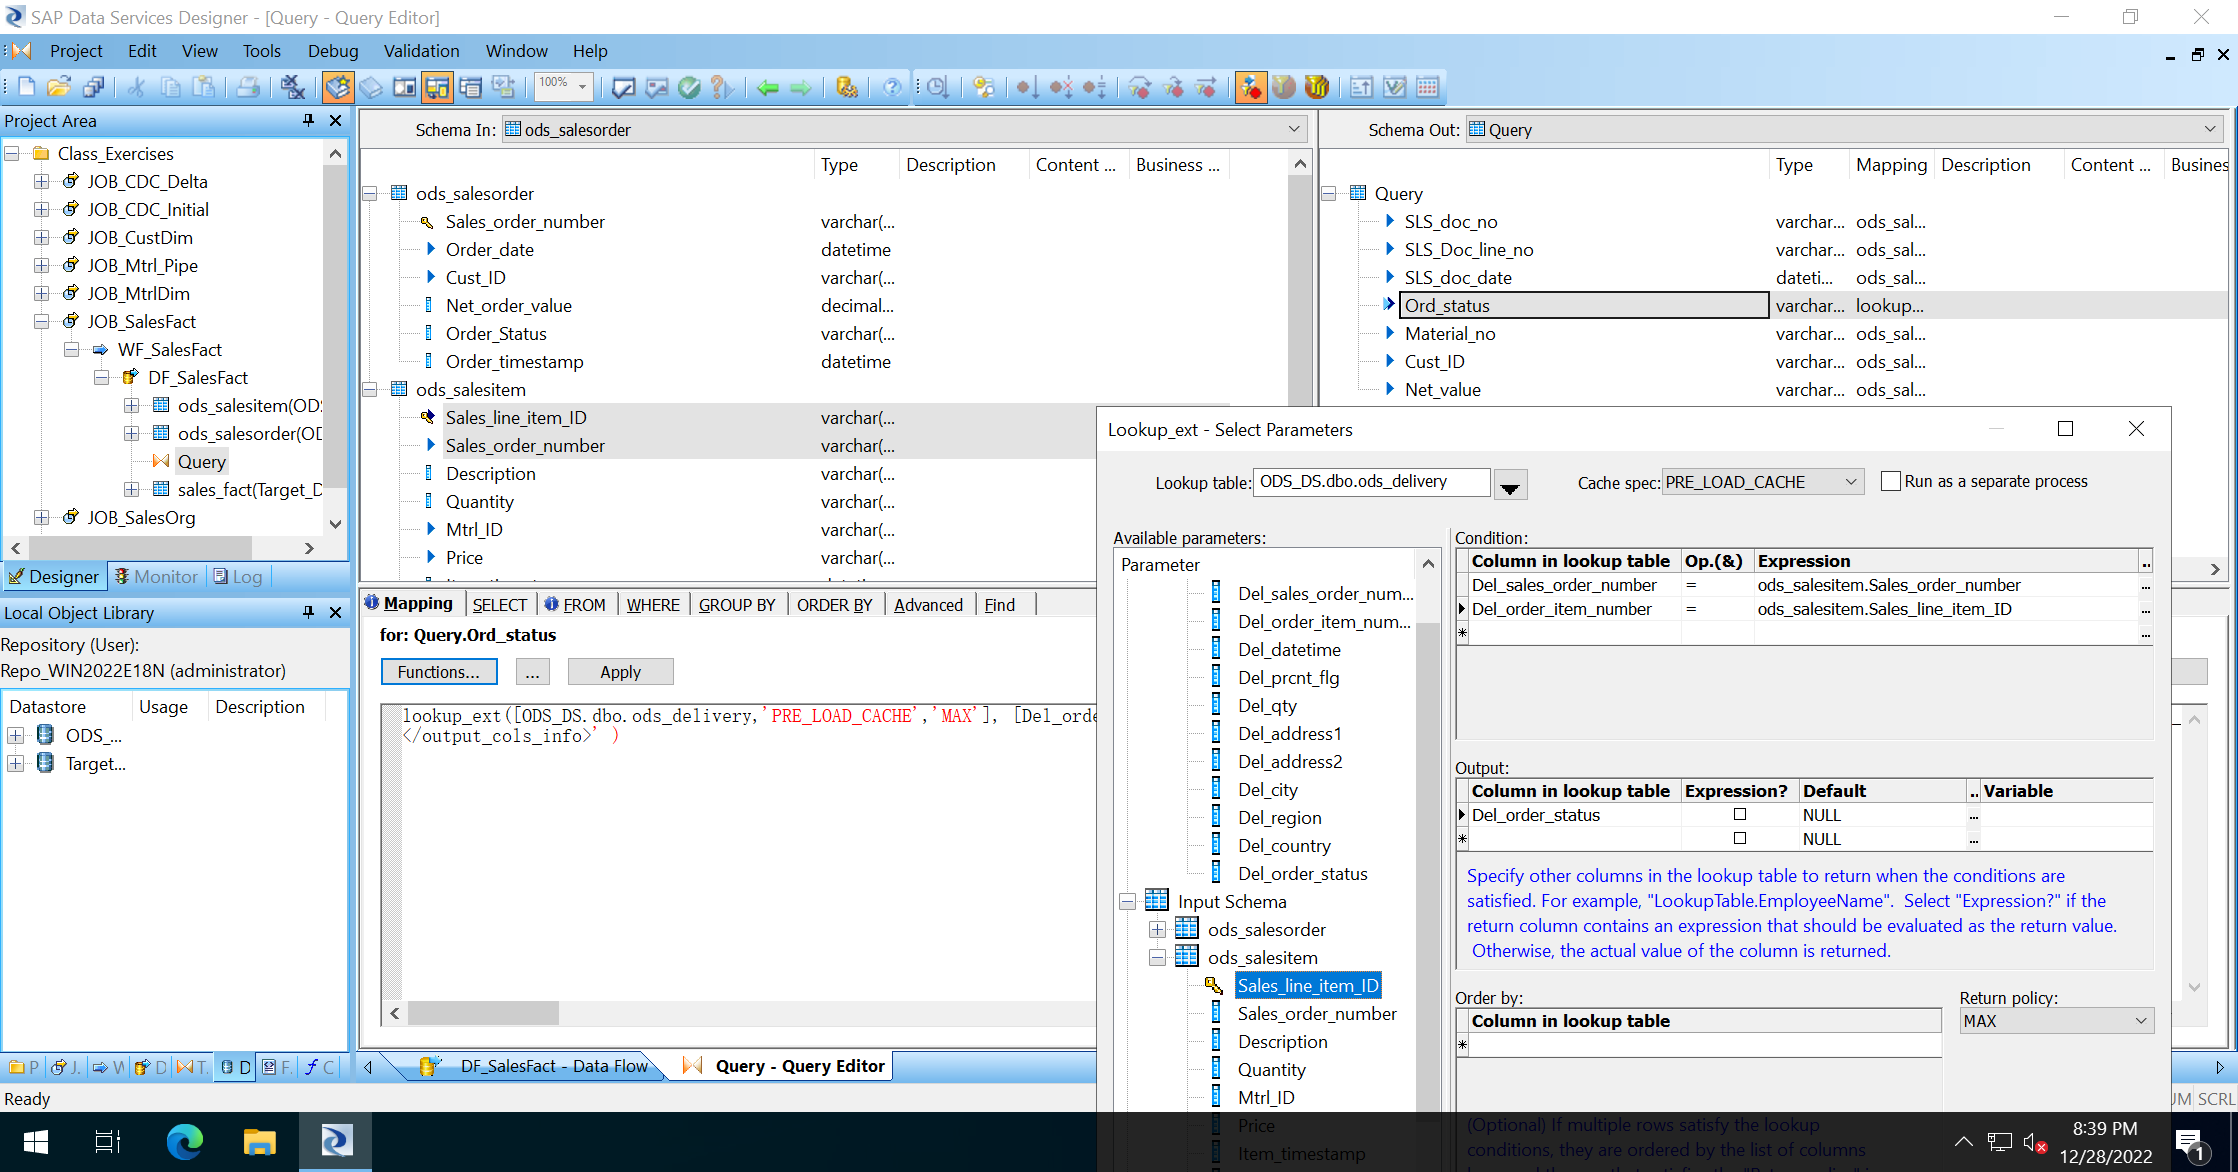 SAP Data Services Designer - [Query - Query Editor]
Project Edit View Tools Debug Validation Window Help
100%
Project Area
Class_Exercises
JOB_CDC_Delta
JOB_CDC_Initial
JOB_CustDim
JOB_Mtrl_Pipe
JOB_MtrlDim
JOB_SalesFact
WF_SalesFact
DF_SalesFact
ods_salesitem(OD
ods_salesorder(OD
Query
sales_fact(Target_D
JOB_SalesOrg
Designer Monitor Log
Local Object Library
Repository (User):
Repo_WIN2022E18N (administrator)
Datastore Usage Description
ODS_...
Target...
P J. W D T. D F. C
Schema In: ods_salesorder
Type Description Content ... Business ...
ods_salesorder
Sales_order_number varchar(...
Order_date datetime
Cust_ID varchar(...
Net_order_value decimal...
Order_Status varchar(...
Order_timestamp datetime
ods_salesitem
Sales_line_item_ID varchar(...
Sales_order_number varchar(...
Description varchar(...
Quantity varchar(...
Mtrl_ID varchar(...
Price varchar(...
Schema Out: Query
Type Mapping Description Content ... Busines
Query
SLS_doc_no varchar... ods_sal...
SLS_Doc_line_no varchar... ods_sal...
SLS_doc_date dateti... ods_sal...
Ord_status varchar... lookup...
Material_no varchar... ods_sal...
Cust_ID varchar... ods_sal...
Net_value varchar... ods_sal...
Mapping SELECT FROM WHERE GROUP BY ORDER BY Advanced Find
for: Query.Ord_status
Functions... ... Apply
lookup_ext([ODS_DS.dbo.ods_delivery,'PRE_LOAD_CACHE','MAX'], [Del_orde
</output_cols_info>' )
DF_SalesFact - Data Flow Query - Query Editor
Lookup_ext - Select Parameters
Lookup table: ODS_DS.dbo.ods_delivery Cache spec: PRE_LOAD_CACHE Run as a separate process
Available parameters:
Parameter
Del_sales_order_num...
Del_order_item_num...
Del_datetime
Del_prcnt_flg
Del_qty
Del_address1
Del_address2
Del_city
Del_region
Del_country
Del_order_status
Input Schema
ods_salesorder
ods_salesitem
Sales_line_item_ID
Sales_order_number
Description
Quantity
Mtrl_ID
Price
Item_timestamp
Condition:
Column in lookup table Op.(&) Expression ..
Del_sales_order_number = ods_salesitem.Sales_order_number ...
Del_order_item_number = ods_salesitem.Sales_line_item_ID ...
* ...
Output:
Column in lookup table Expression? Default .. Variable
Del_order_status NULL ...
* NULL ...
Specify other columns in the lookup table to return when the conditions are
satisfied. For example, "LookupTable.EmployeeName". Select "Expression?" if the
return column contains an expression that should be evaluated as the return value.
Otherwise, the actual value of the column is returned.
Order by:
Column in lookup table
*
Return policy:
MAX
(Optional) If multiple rows satisfy the lookup
conditions, they are ordered by the list of columns
Ready
UM SCRL
8:39 PM
12/28/2022
1